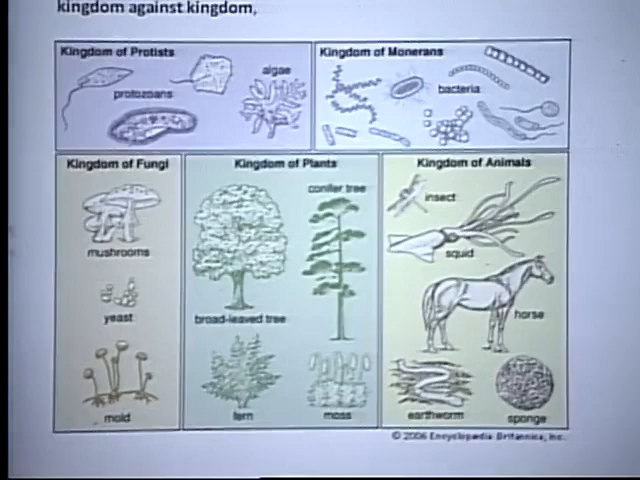 kingdom against kingdom,
Kingdom of Protists
algae
protozoans
Kingdom of Monerans
bacteria
Kingdom of Fungi
mushrooms
yeast
mold
Kingdom of Plants
conifer tree
broad-leaved tree
fern
moss
Kingdom of Animals
insect
squid
horse
earthworm
sponge
© 2006 Encyclopædia Britannica, Inc.